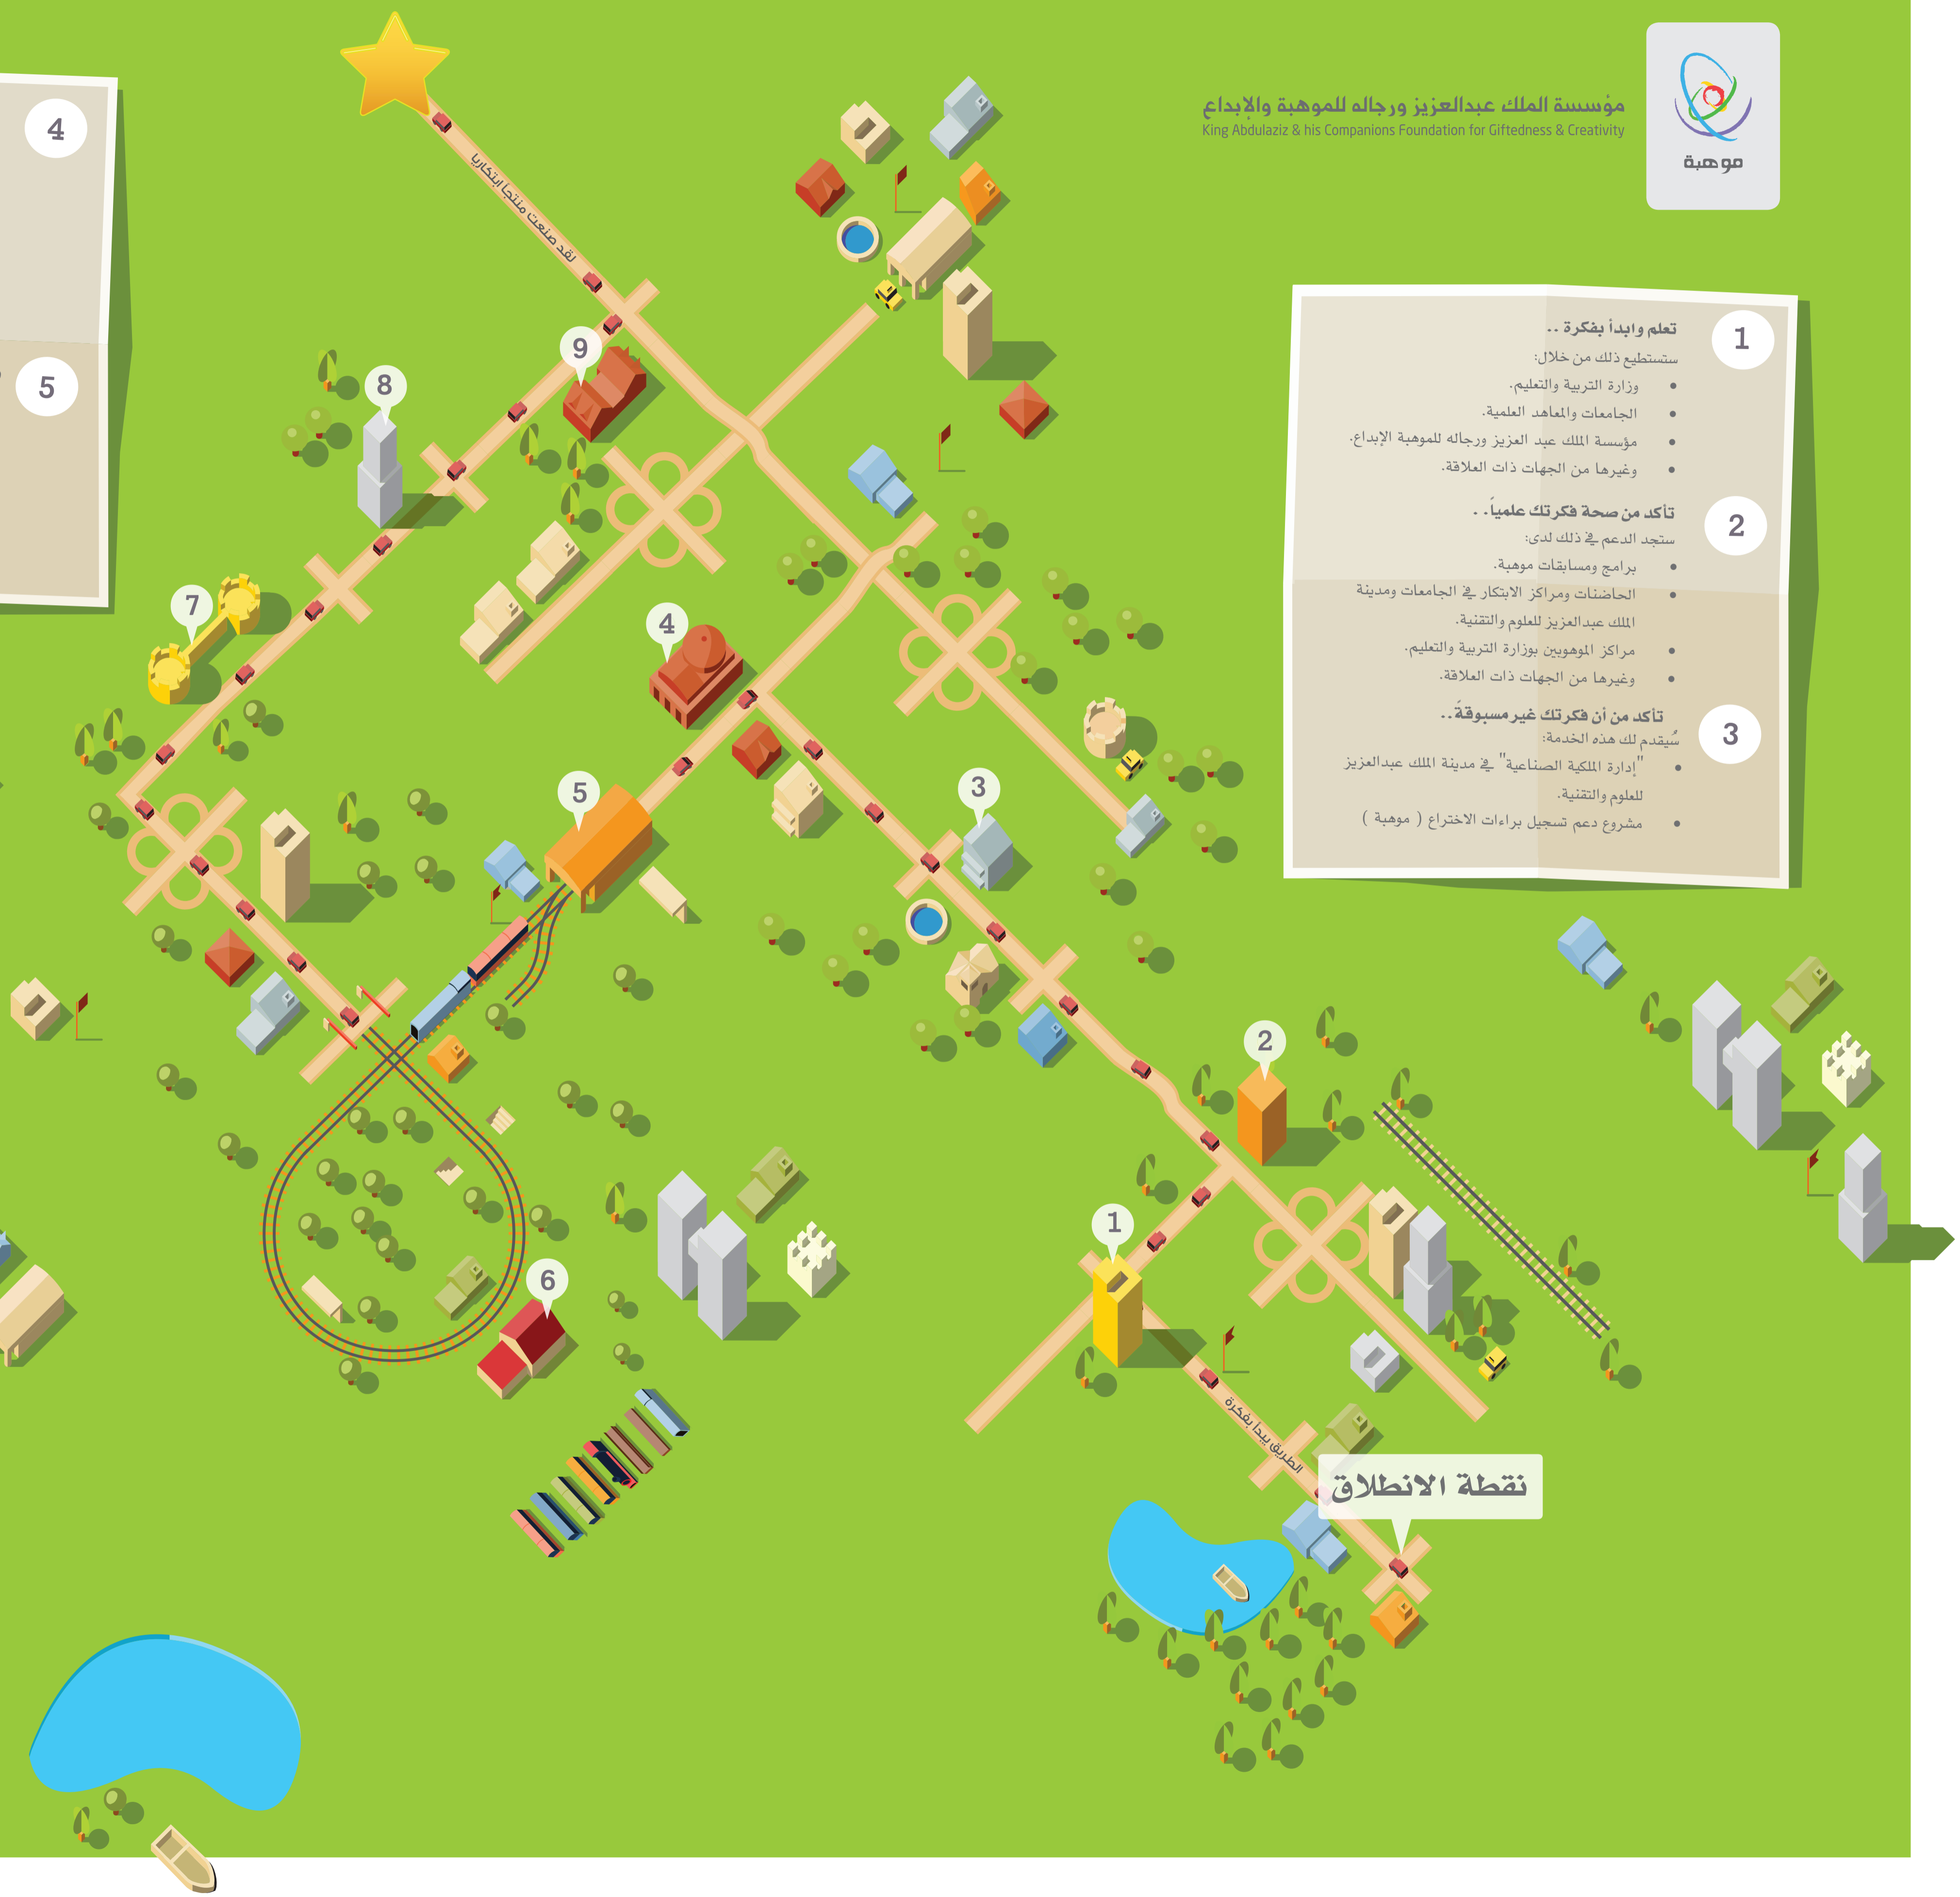 مؤسسة الملك عبدالعزيز ورجاله للموهبة والإبداع
King Abdulaziz & his Companions Foundation for Giftedness & Creativity
موهبة
1
تعلم وابدأ بفكرة ..
ستستطيع ذلك من خلال:
• وزارة التربية والتعليم.
• الجامعات والمعاهد العلمية.
• مؤسسة الملك عبد العزيز ورجاله للموهبة الإبداع.
• وغيرها من الجهات ذات العلاقة.
2
تأكد من صحة فكرتك علمياً..
ستجد الدعم في ذلك لدى:
• برامج ومسابقات موهبة.
• الحاضنات ومراكز الابتكار في الجامعات ومدينة
الملك عبدالعزيز للعلوم والتقنية.
• مراكز الموهوبين بوزارة التربية والتعليم.
• وغيرها من الجهات ذات العلاقة.
3
تأكد من أن فكرتك غير مسبوقة..
سيُقدم لك هذه الخدمة:
• "إدارة الملكية الصناعية" في مدينة الملك عبدالعزيز
للعلوم والتقنية.
• مشروع دعم تسجيل براءات الاختراع ( موهبة )
4
5
لقد صنعت منتجاً ابتكاريا
9
8
7
4
5
3
2
1
6
الطريق يبدأ بفكرة
نقطة الانطلاق